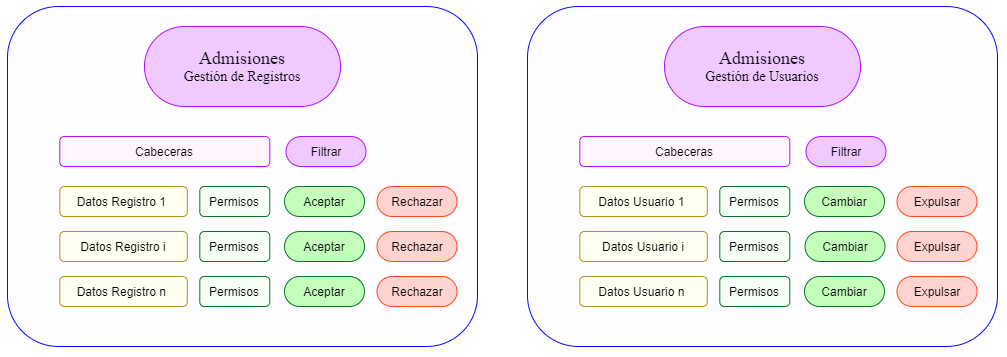 Admisiones
Gestión de Registros
Cabeceras
Filtrar
Datos Registro 1
Permisos
Aceptar
Rechazar
Datos Registro i
Permisos
Aceptar
Rechazar
Datos Registro n
Permisos
Aceptar
Rechazar
Admisiones
Gestión de Usuarios
Cabeceras
Filtrar
Datos Usuario 1
Permisos
Cambiar
Expulsar
Datos Usuario i
Permisos
Cambiar
Expulsar
Datos Usuario n
Permisos
Cambiar
Expulsar